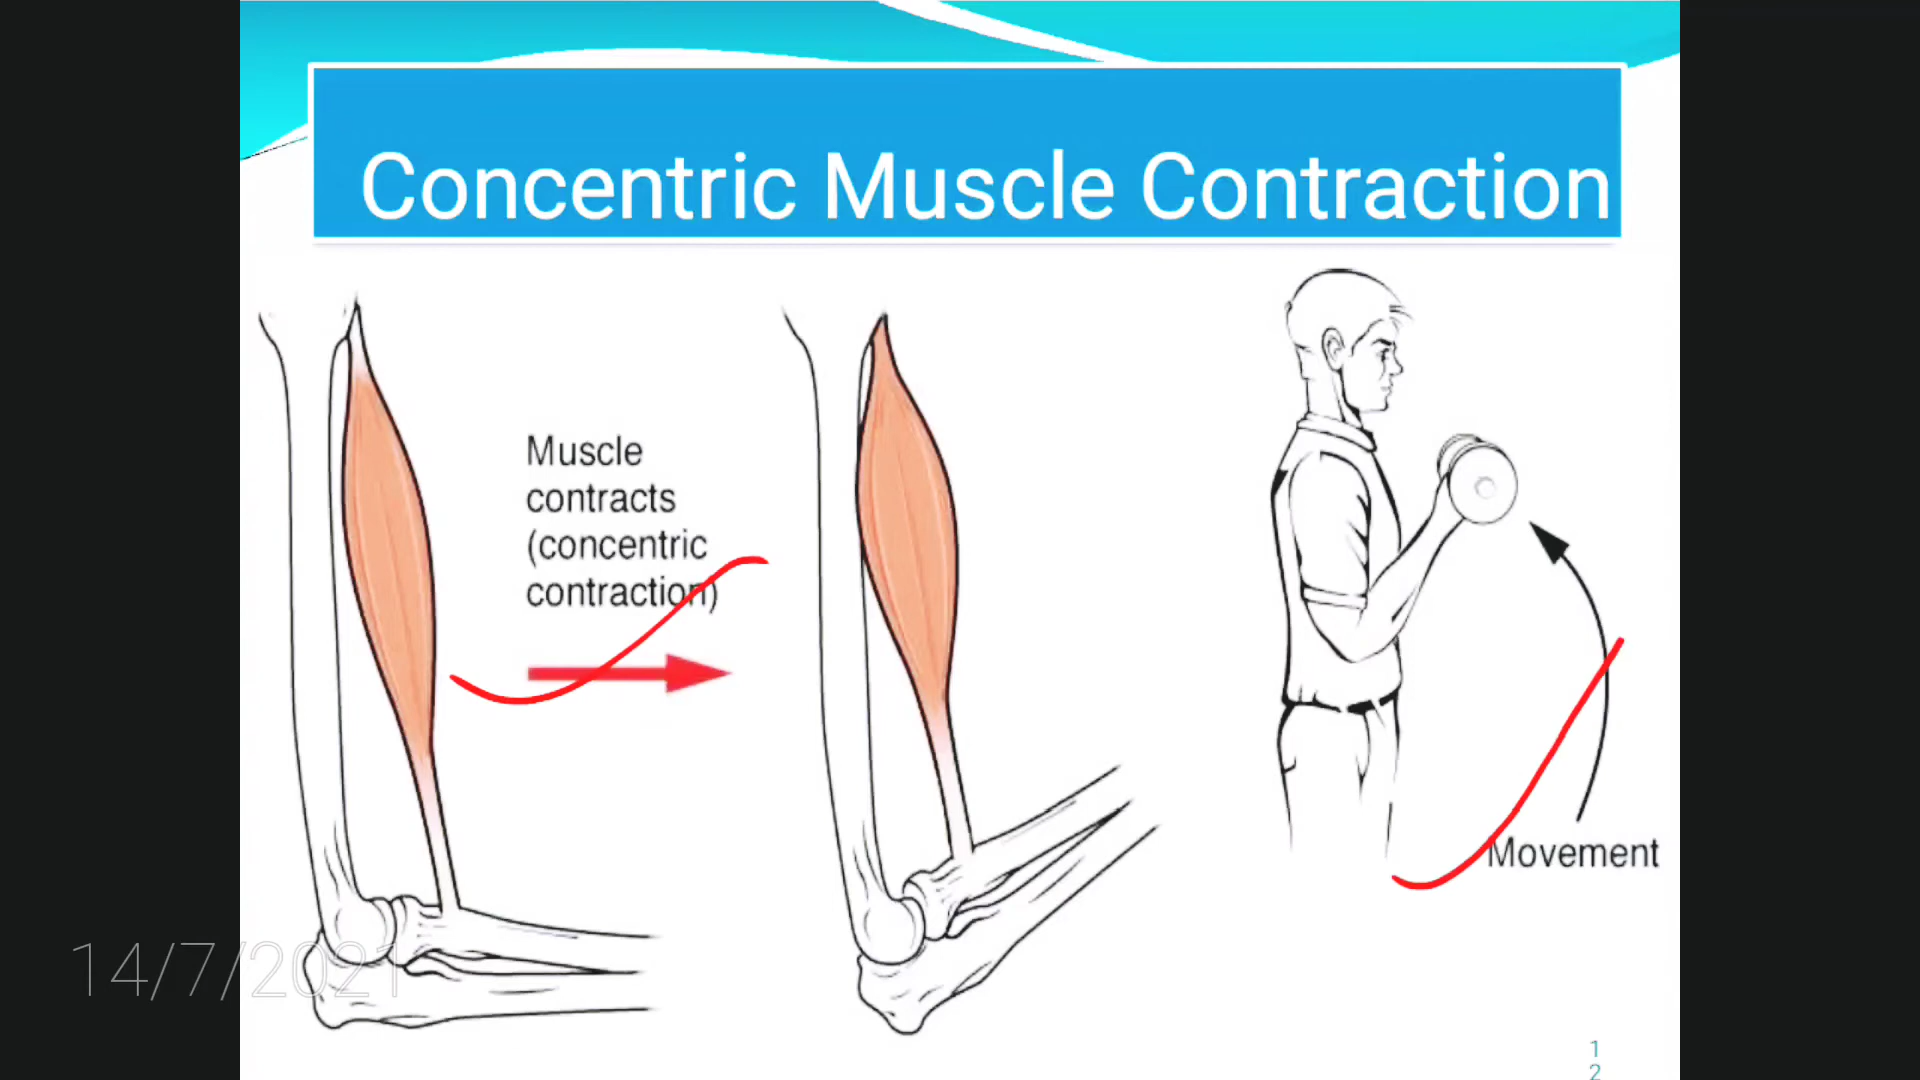 Concentric Muscle Contraction
Muscle
contracts
(concentric
contraction)
Movement
14/7/2021
1
2